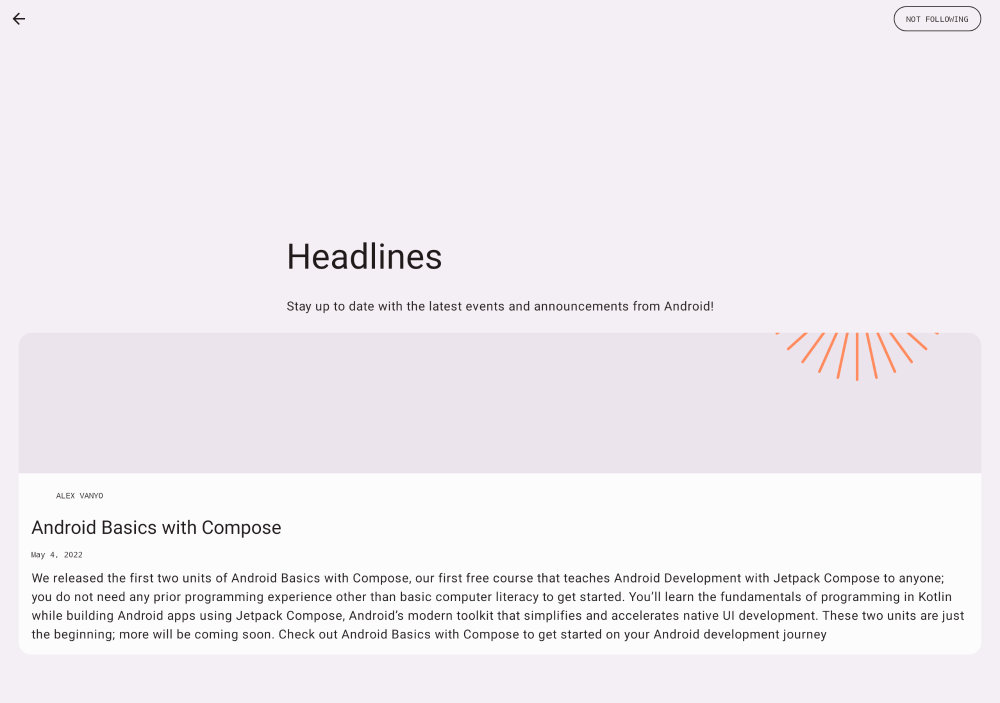 NOT FOLLOWING
Headlines
Stay up to date with the latest events and announcements from Android!
ALEX VANYO
Android Basics with Compose
May 4, 2022
We released the first two units of Android Basics with Compose, our first free course that teaches Android Development with Jetpack Compose to anyone;
you do not need any prior programming experience other than basic computer literacy to get started. You’ll learn the fundamentals of programming in Kotlin
while building Android apps using Jetpack Compose, Android’s modern toolkit that simplifies and accelerates native UI development. These two units are just
the beginning; more will be coming soon. Check out Android Basics with Compose to get started on your Android development journey